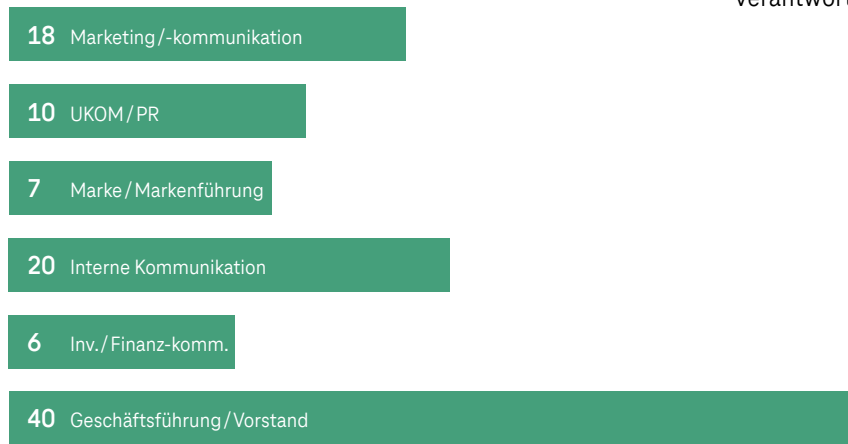 18 Marketing/-kommunikation
10 UKOM/PR
7 Marke/Markenführung
20 Interne Kommunikation
6 Inv./Finanz-komm.
40 Geschäftsführung/Vorstand